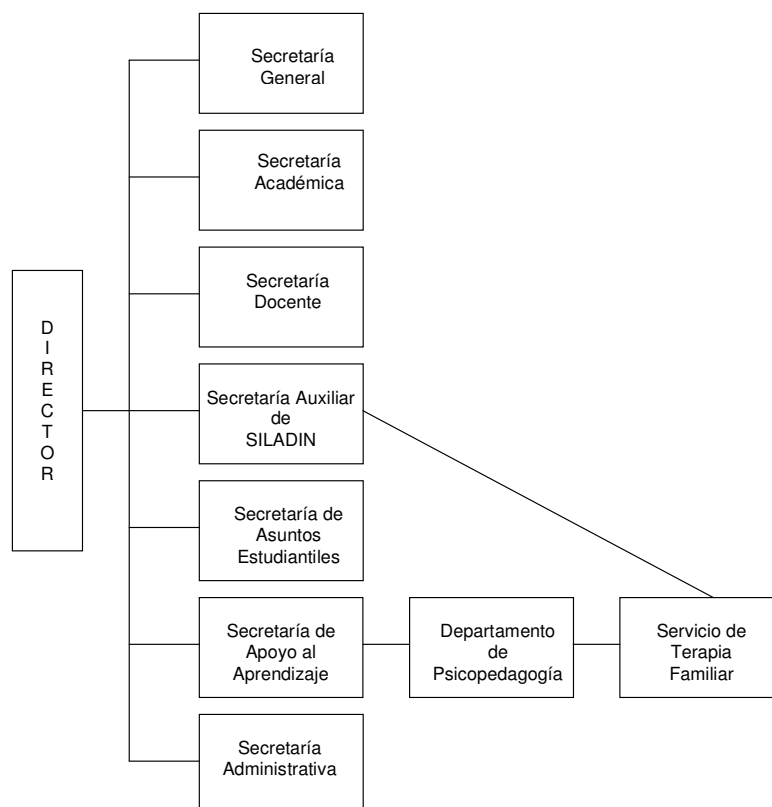 Secretaría
General
Secretaría
Académica
Secretaría
Docente
DIRECTOR
Secretaría Auxiliar
de
SILADIN
Secretaría de
Asuntos
Estudiantiles
Secretaría de
Apoyo al
Aprendizaje
Departamento
de
Psicopedagogía
Servicio de
Terapia
Familiar
Secretaría
Administrativa